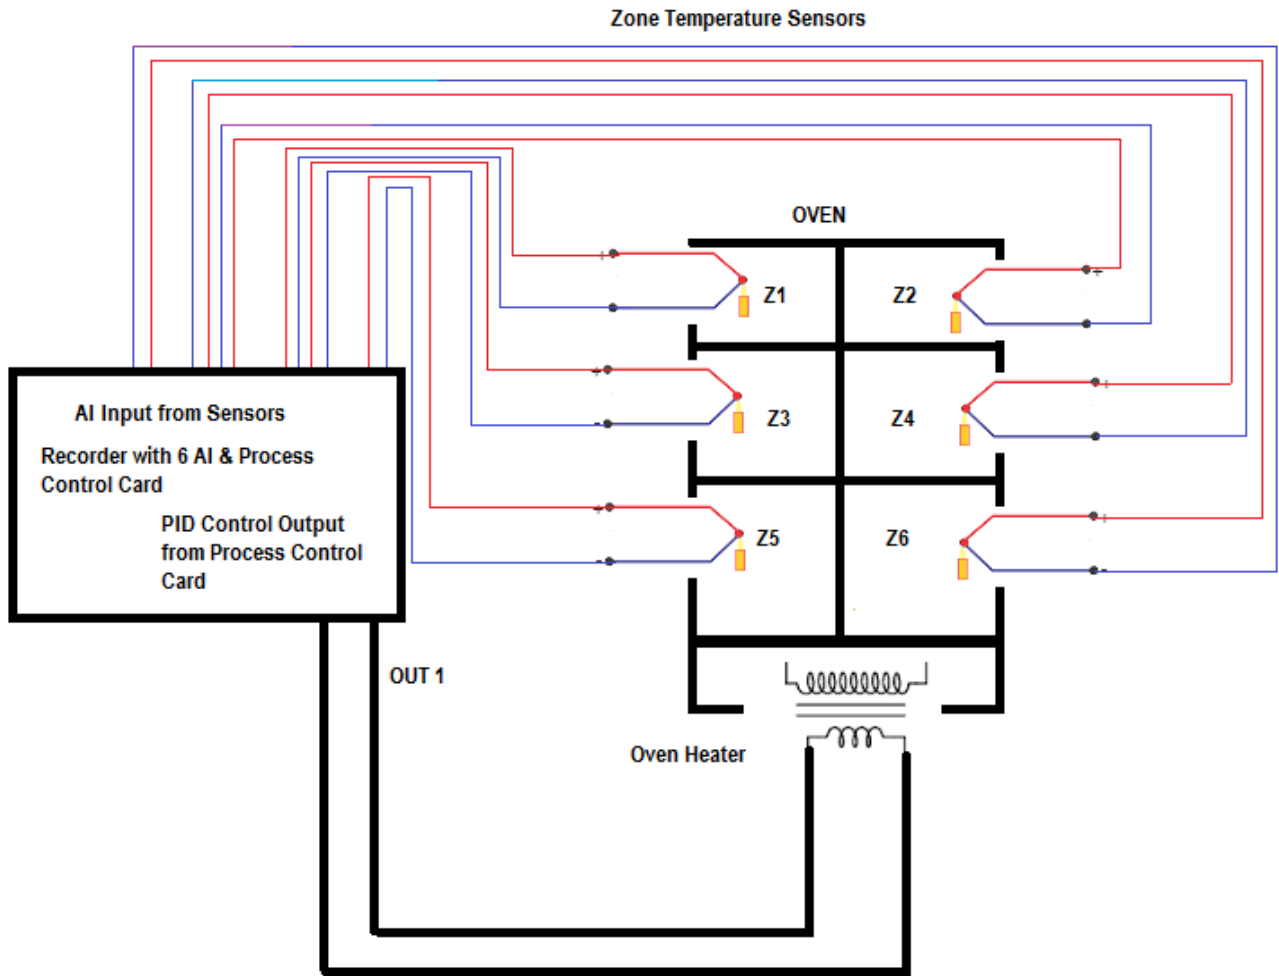 Zone Temperature Sensors
OVEN
Z1
Z2
Z3
Z4
Z5
Z6
AI Input from Sensors
Recorder with 6 AI & Process
Control Card
PID Control Output
from Process Control
Card
OUT 1
Oven Heater